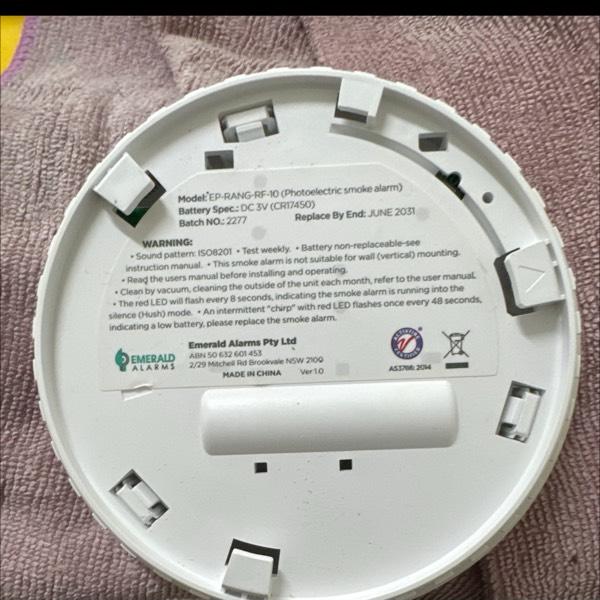 Model: EP-RANG-RF-10 (Photoelectric smoke alarm)
Battery Spec.: DC 3V (CR17450)
Batch NO.: 2277 Replace By End: JUNE 2031
WARNING:
• Sound pattern: ISO8201 • Test weekly. • Battery non-replaceable-see
instruction manual. • This smoke alarm is not suitable for wall (vertical) mounting.
• Read the users manual before installing and operating.
• Clean by vacuum, cleaning the outside of the unit each month, refer to the user manual.
• The red LED will flash every 8 seconds, indicating the smoke alarm is running into the
silence (Hush) mode. • An intermittent "chirp" with red LED flashes once every 48 seconds,
indicating a low battery, please replace the smoke alarm.
EMERALD
ALARMS
Emerald Alarms Pty Ltd
ABN 50 632 601 453
2/29 Mitchell Rd Brookvale NSW 2100
MADE IN CHINA Ver 1.0
AS3786: 2014